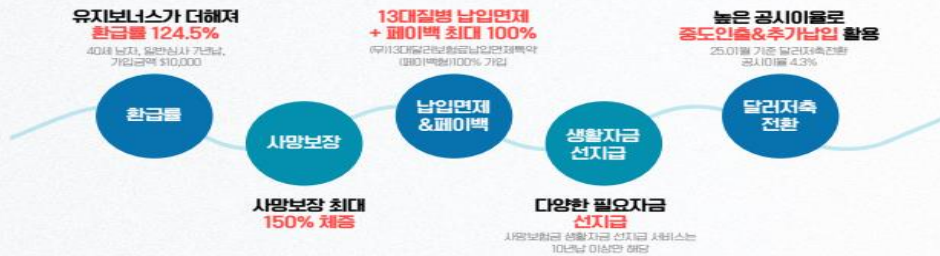 유지보너스가 더해져
환급률 124.5%
40세 남자, 일반심사 7년납,
가입금액 $10,000
환급률
사망보장
사망보장 최대
150% 체증
13대질병 납입면제
+ 페이백 최대 100%
(무)13대달러보험료납입면제특약
(페이백형)100% 가입
납입면제
&페이백
생활자금
선지급
다양한 필요자금
선지급
사망보험금 생활자금 선지급 서비스는
10년납 이상만 해당
높은 공시이율로
중도인출&추가납입 활용
25.01월 기준 달러저축전환
공시이율 4.3%
달러저축
전환